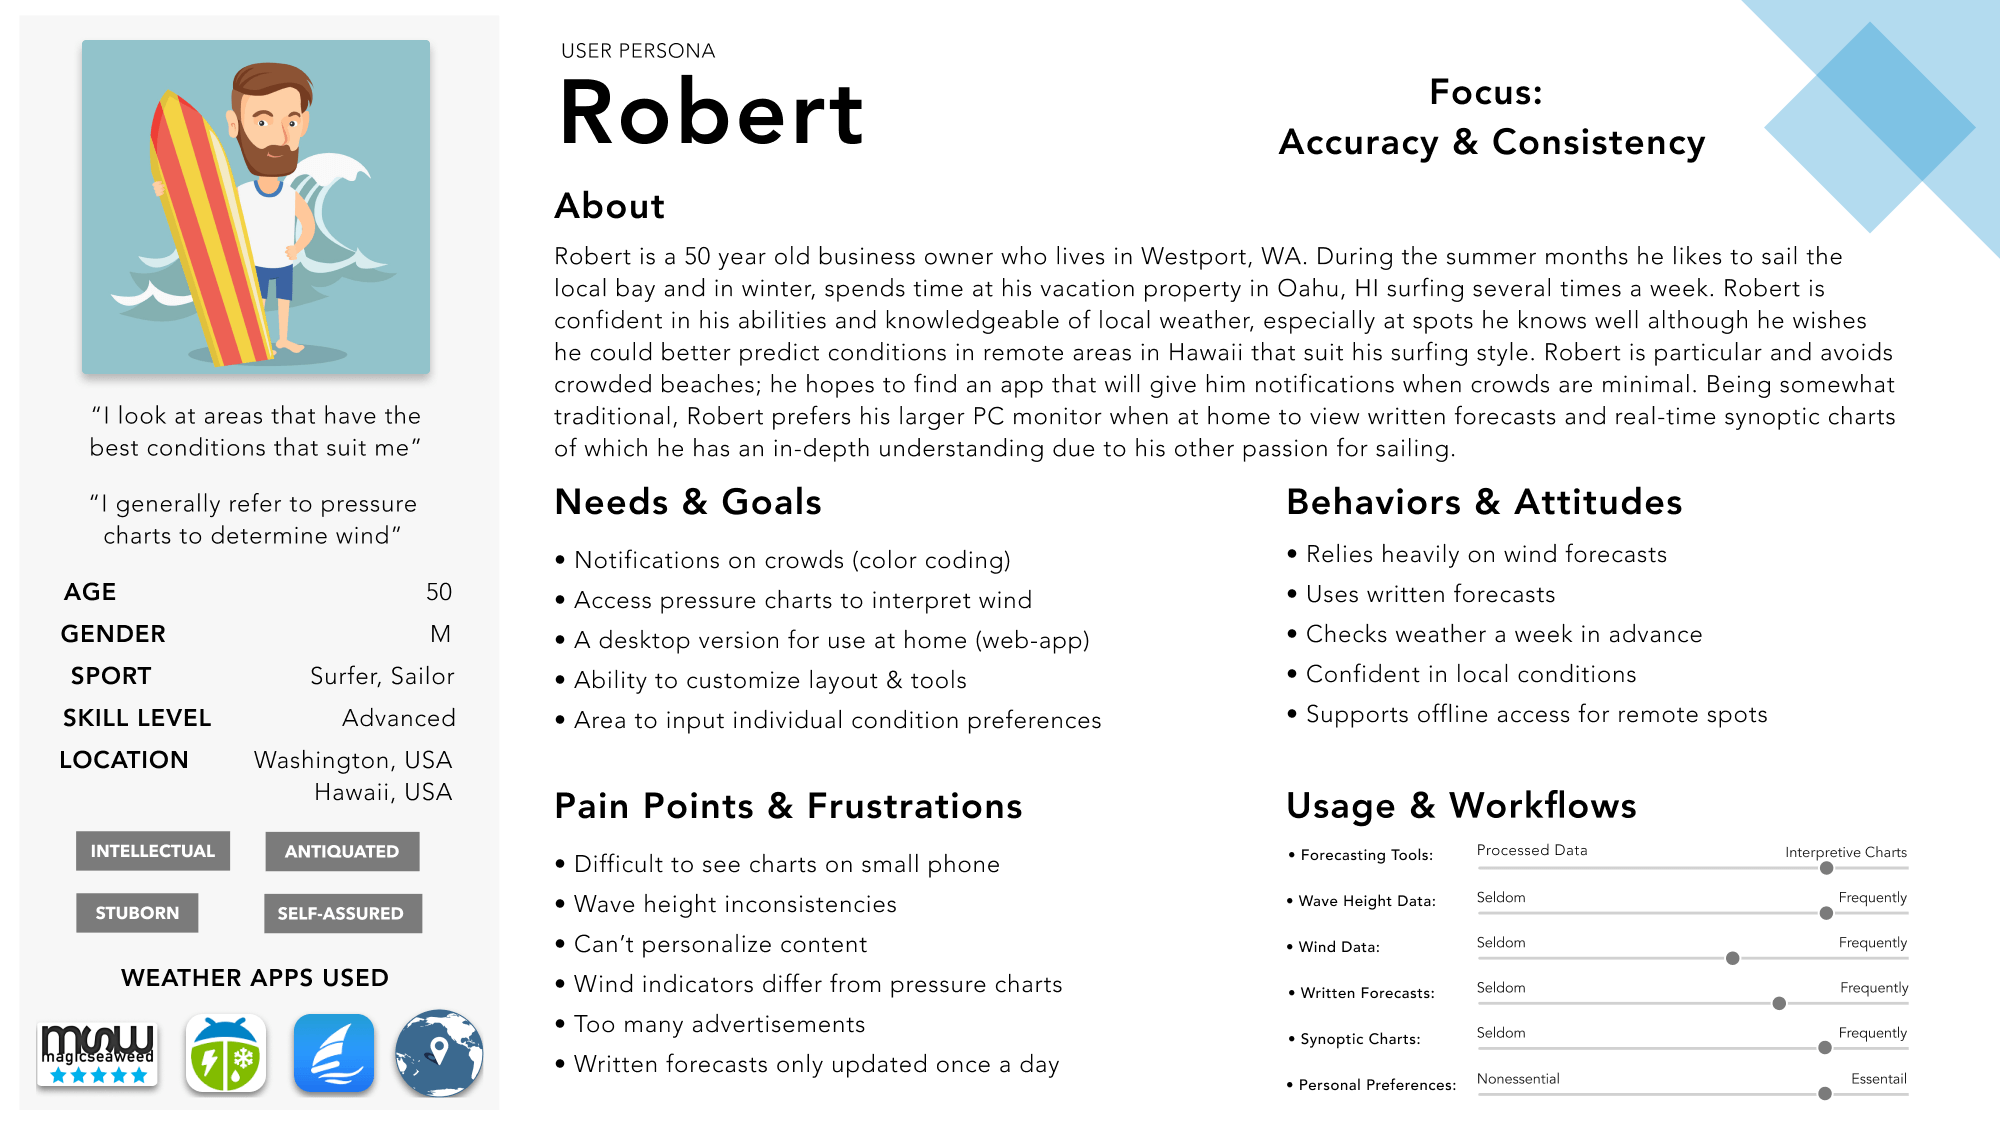 USER PERSONA
Robert
Focus:
Accuracy & Consistency
About
Robert is a 50 year old business owner who lives in Westport, WA. During the summer months he likes to sail the
local bay and in winter, spends time at his vacation property in Oahu, HI surfing several times a week. Robert is
confident in his abilities and knowledgeable of local weather, especially at spots he knows well although he wishes
he could better predict conditions in remote areas in Hawaii that suit his surfing style. Robert is particular and avoids
crowded beaches; he hopes to find an app that will give him notifications when crowds are minimal. Being somewhat
traditional, Robert prefers his larger PC monitor when at home to view written forecasts and real-time synoptic charts
of which he has an in-depth understanding due to his other passion for sailing.
“I look at areas that have the
best conditions that suit me”
“I generally refer to pressure
charts to determine wind”
AGE 50
GENDER M
SPORT Surfer, Sailor
SKILL LEVEL Advanced
LOCATION Washington, USA
Hawaii, USA
INTELLECTUAL ANTIQUATED
STUBORN SELF-ASSURED
WEATHER APPS USED
msw
magicseaweed
Needs & Goals
• Notifications on crowds (color coding)
• Access pressure charts to interpret wind
• A desktop version for use at home (web-app)
• Ability to customize layout & tools
• Area to input individual condition preferences
Behaviors & Attitudes
• Relies heavily on wind forecasts
• Uses written forecasts
• Checks weather a week in advance
• Confident in local conditions
• Supports offline access for remote spots
Pain Points & Frustrations
• Difficult to see charts on small phone
• Wave height inconsistencies
• Can’t personalize content
• Wind indicators differ from pressure charts
• Too many advertisements
• Written forecasts only updated once a day
Usage & Workflows
• Forecasting Tools: Processed Data Interpretive Charts
• Wave Height Data: Seldom Frequently
• Wind Data: Seldom Frequently
• Written Forecasts: Seldom Frequently
• Synoptic Charts: Seldom Frequently
• Personal Preferences: Nonessential Essentail